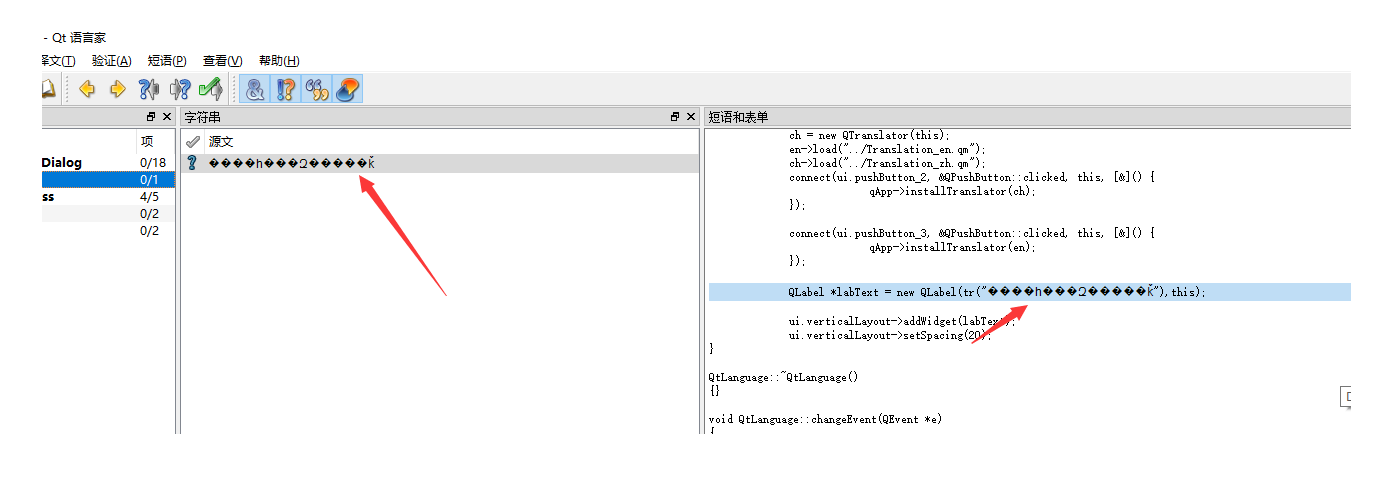 - Qt 语言家
译文(T) 验证(A) 短语(P) 查看(V) 帮助(H)
项
Dialog 0/18
0/1
ss 4/5
0/2
0/2
字符串
源文
����h���Ձ�����ǩ
短语和表单
ch = new QTranslator(this);
en->load("../Translation_en.qm");
ch->load("../Translation_zh.qm");
connect(ui.pushButton_2, &QPushButton::clicked, this, [&]() {
qApp->installTranslator(ch);
});
connect(ui.pushButton_3, &QPushButton::clicked, this, [&]() {
qApp->installTranslator(en);
});
QLabel *labText = new QLabel(tr("����h���Ձ�����ǩ"),this);
ui.verticalLayout->addWidget(labText);
ui.verticalLayout->setSpacing(20);
}
QtLanguage::~QtLanguage()
{}
void QtLanguage::changeEvent(QEvent *e)
{